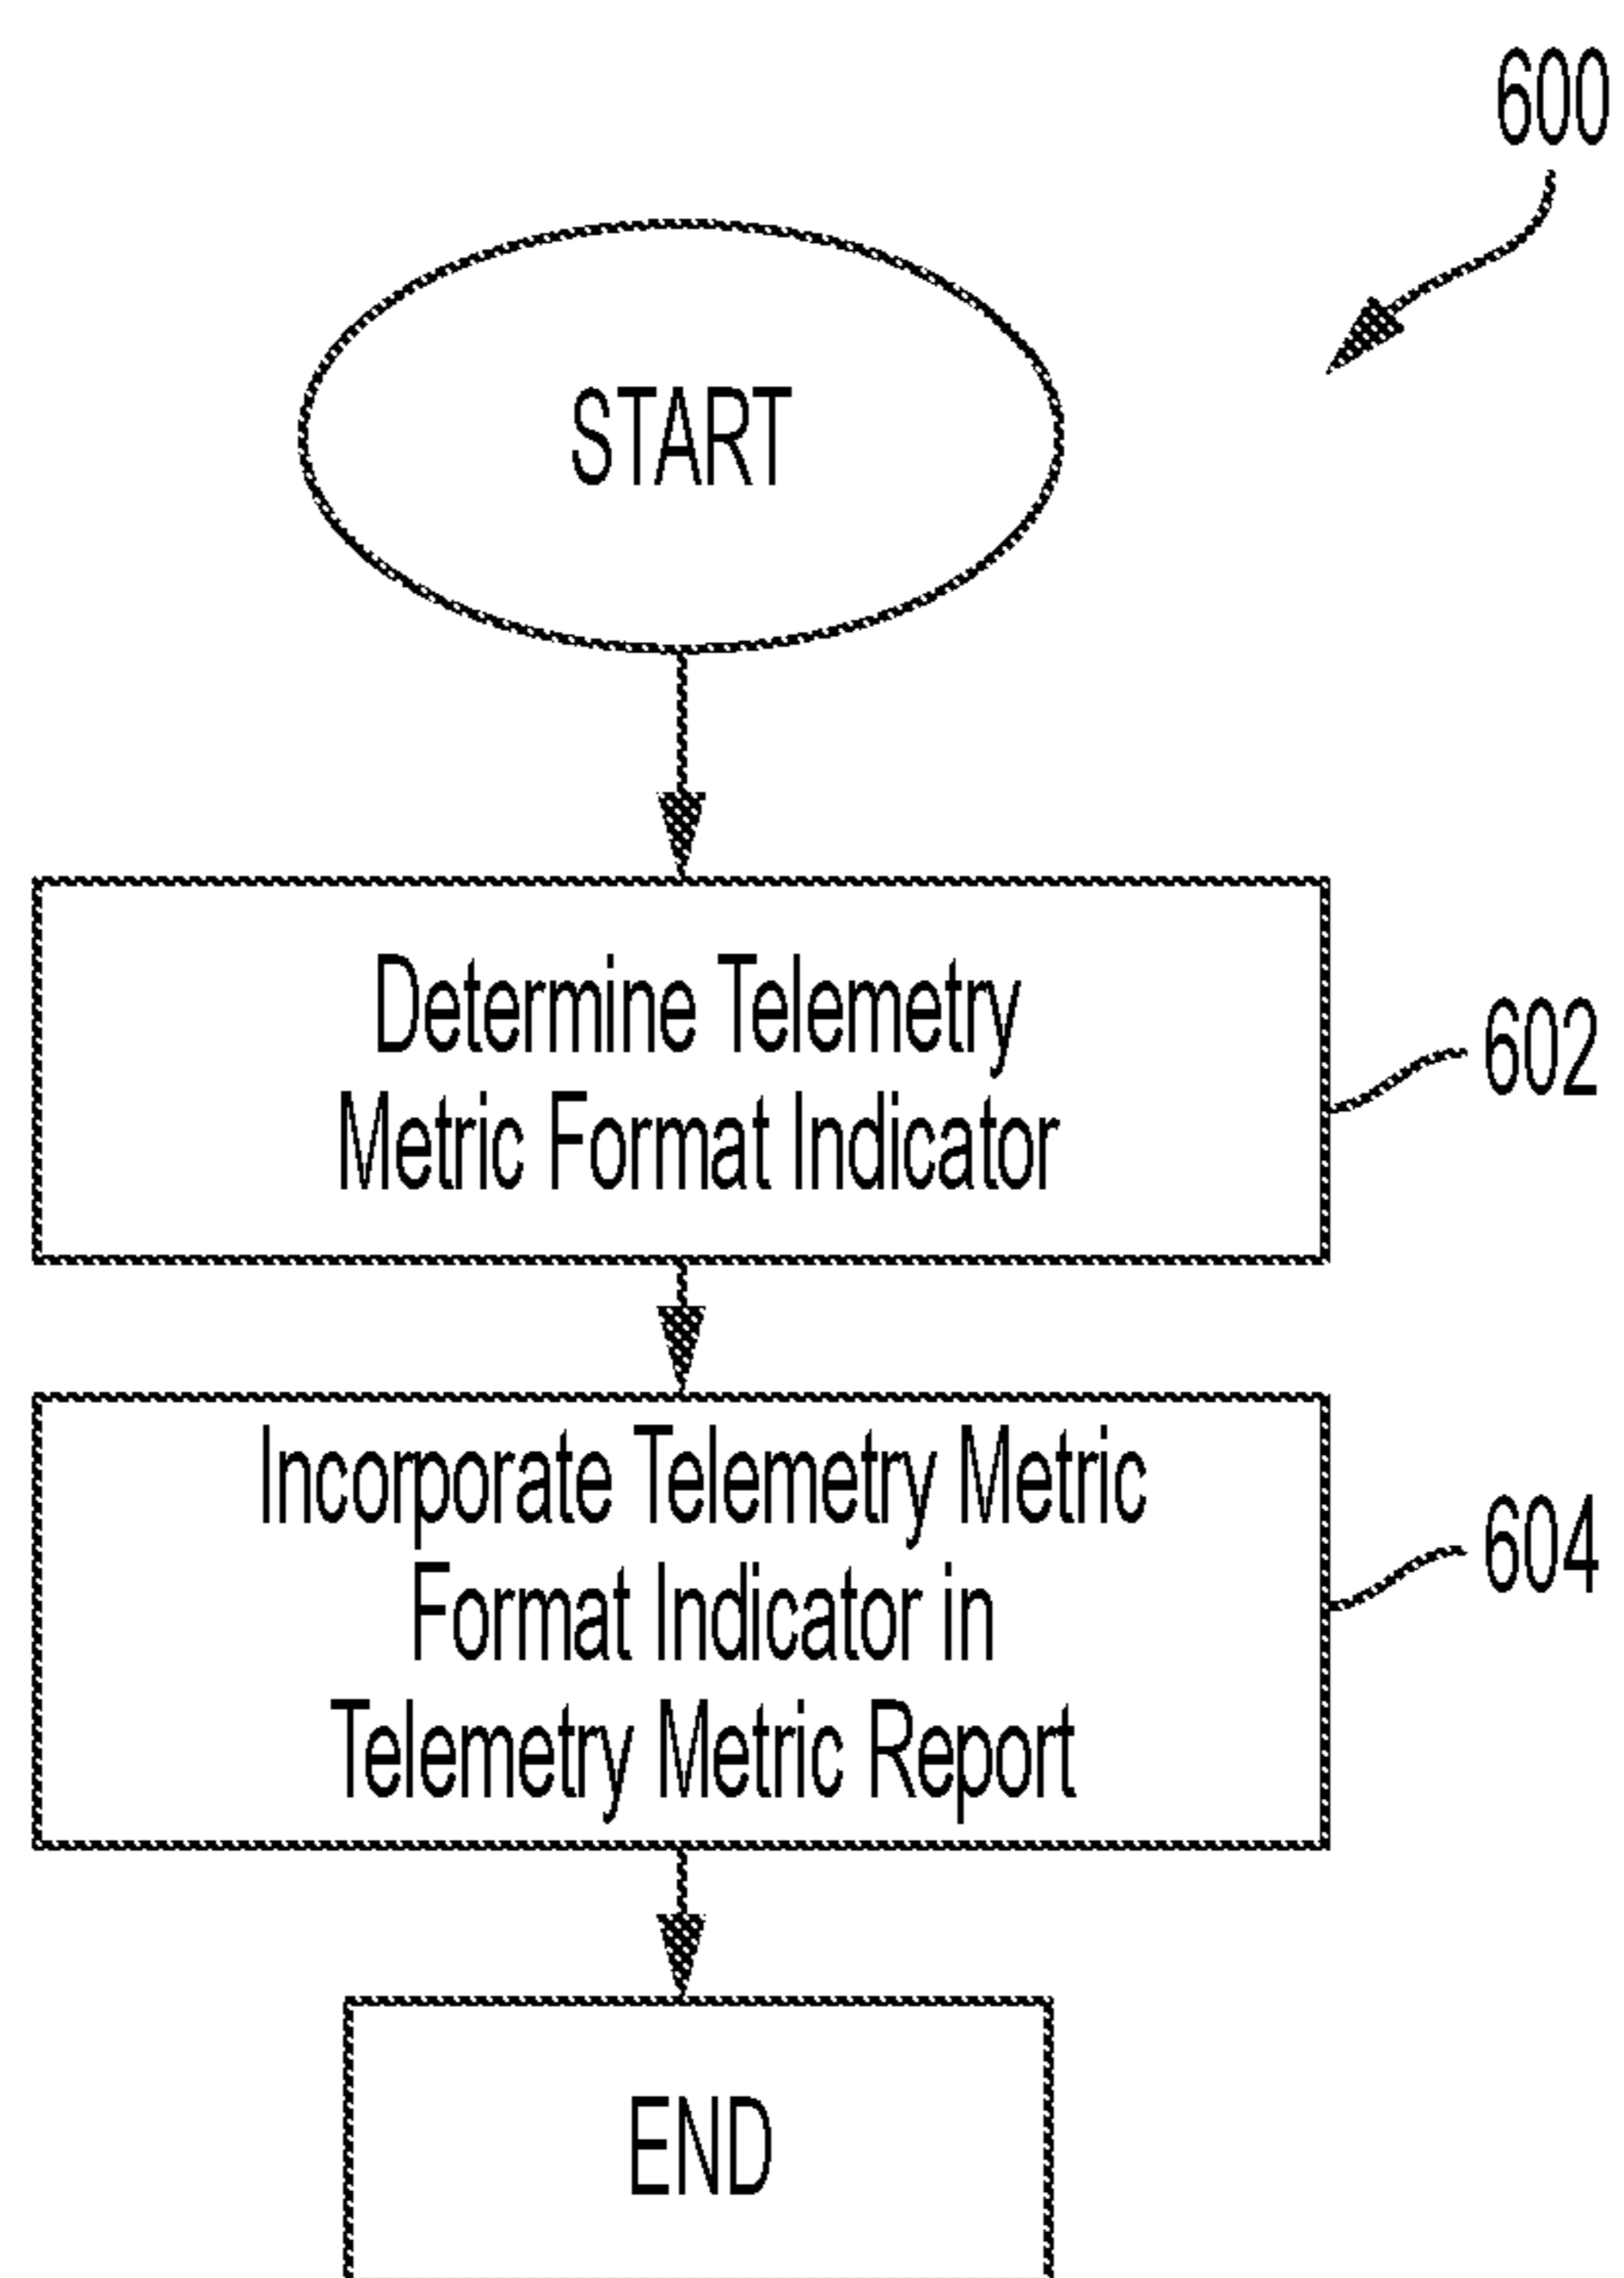 600
START
Determine Telemetry
Metric Format Indicator
602
Incorporate Telemetry Metric
Format Indicator in
Telemetry Metric Report
604
END